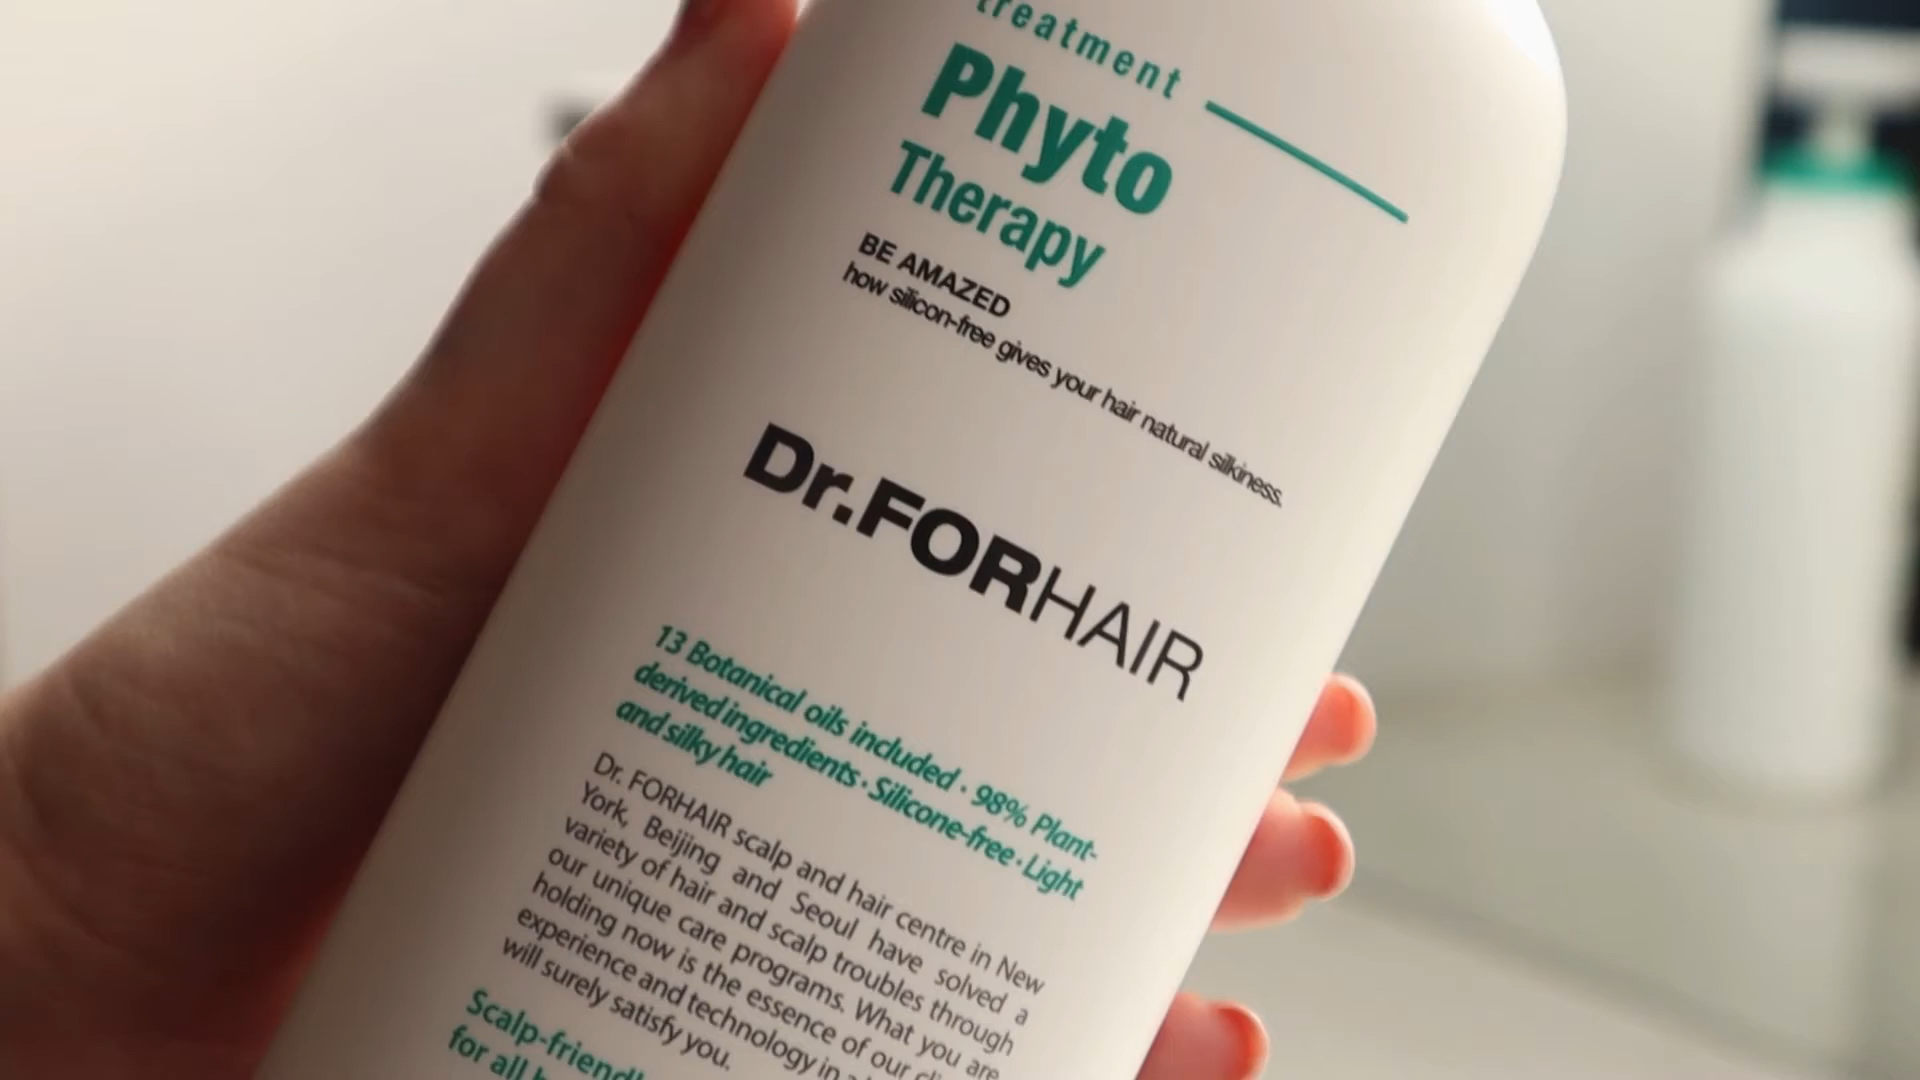 treatment
Phyto
Therapy
BE AMAZED
how silicon-free gives your hair natural silkiness.
Dr.FORHAIR
13 Botanical oils included · 98% Plant-
derived ingredients · Silicone-free · Light
and silky hair
Dr. FORHAIR scalp and hair centre in New
York, Beijing and Seoul have solved a
variety of hair and scalp troubles through
our unique care programs. What you are
holding now is the essence of our
experience and technology in
will surely satisfy you.
for all